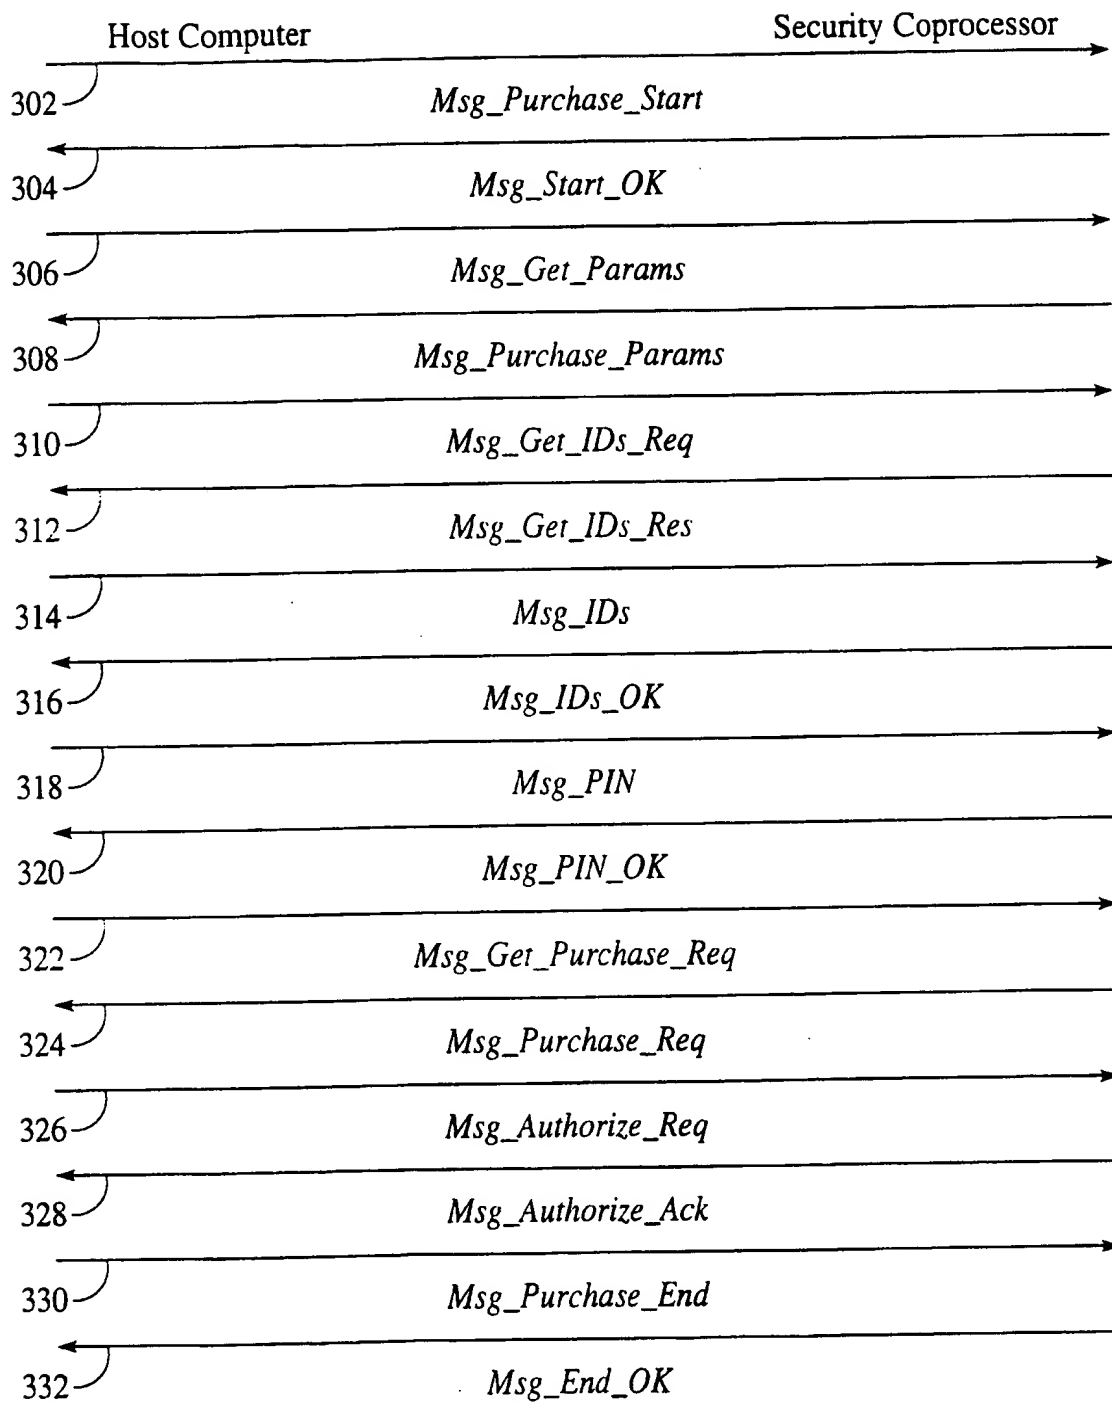 Host Computer Security Coprocessor
302 Msg_Purchase_Start
304 Msg_Start_OK
306 Msg_Get_Params
308 Msg_Purchase_Params
310 Msg_Get_IDs_Req
312 Msg_Get_IDs_Res
314 Msg_IDs
316 Msg_IDs_OK
318 Msg_PIN
320 Msg_PIN_OK
322 Msg_Get_Purchase_Req
324 Msg_Purchase_Req
326 Msg_Authorize_Req
328 Msg_Authorize_Ack
330 Msg_Purchase_End
332 Msg_End_OK